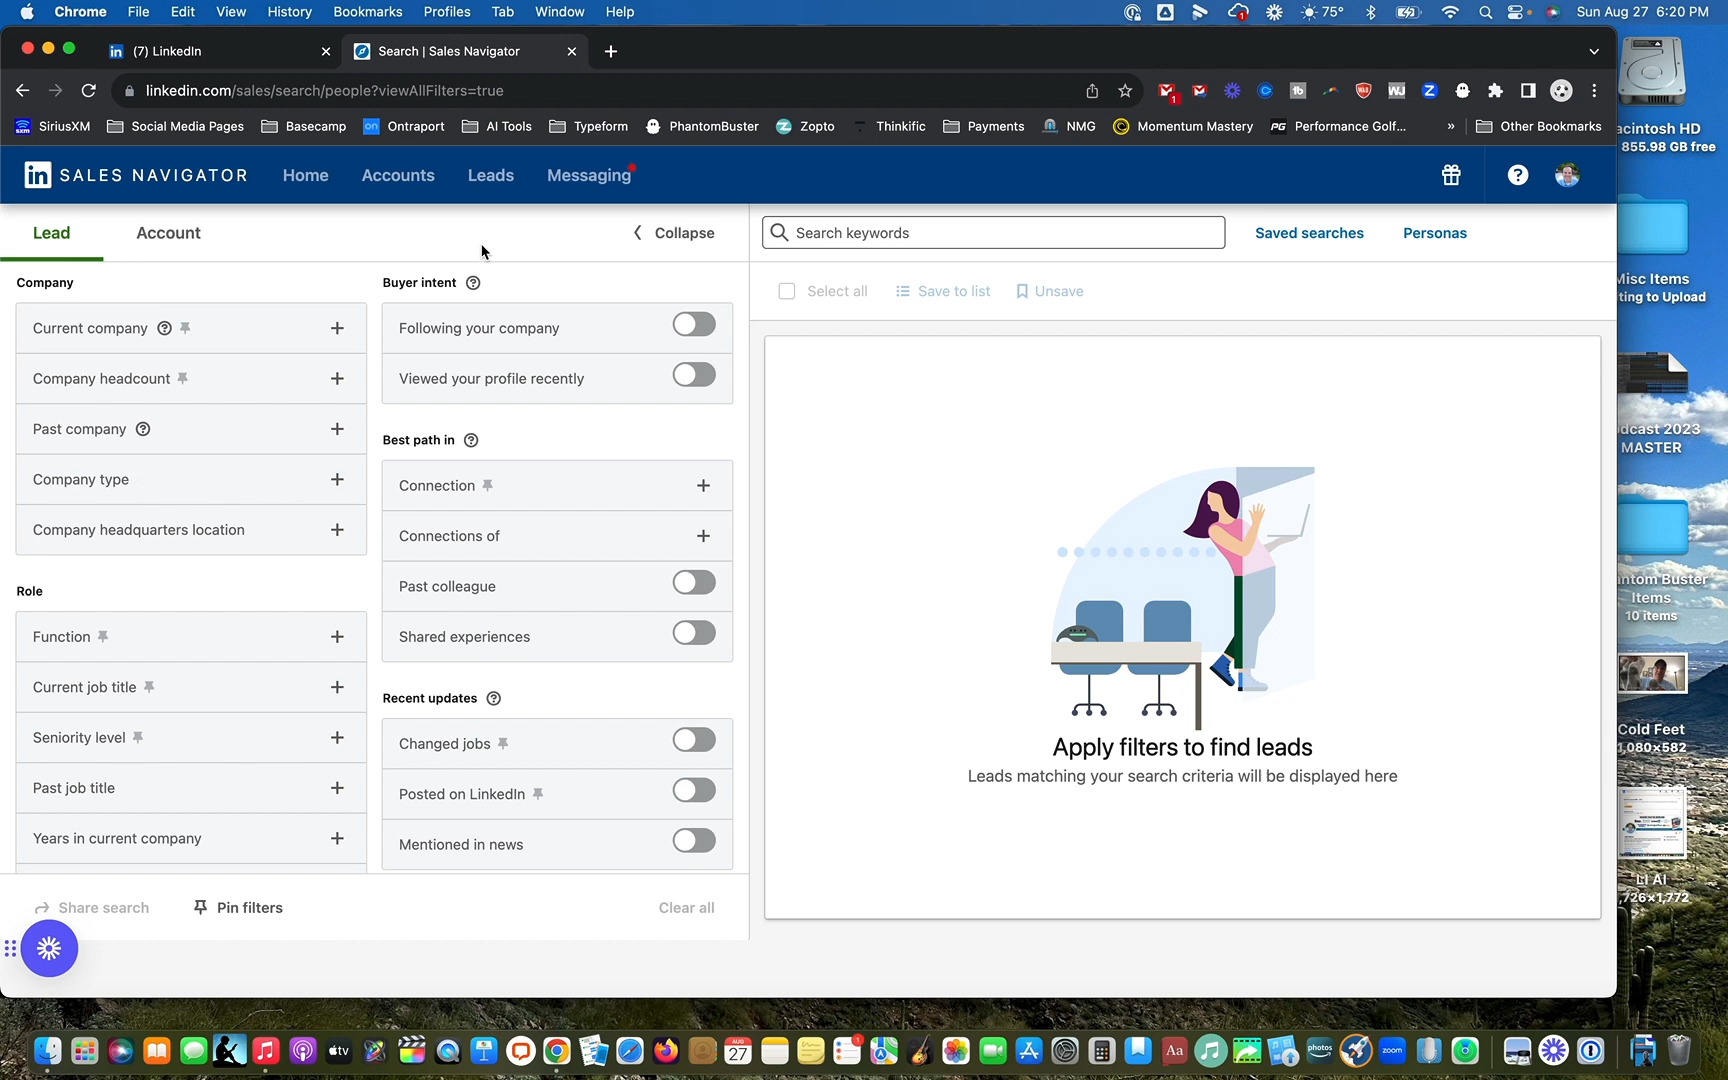 Chrome File Edit View History Bookmarks Profiles Tab Window Help 75° Sun Aug 27 6:20 PM
(7) LinkedIn
Search | Sales Navigator
linkedin.com/sales/search/people?viewAllFilters=true
SiriusXM Social Media Pages Basecamp Ontraport AI Tools Typeform PhantomBuster Zopto Thinkific Payments NMG Momentum Mastery Performance Golf... » Other Bookmarks
in SALES NAVIGATOR Home Accounts Leads Messaging
Lead Account Collapse
Search keywords
Saved searches Personas
Select all Save to list Unsave
Company
Current company
Company headcount
Past company
Company type
Company headquarters location
Role
Function
Current job title
Seniority level
Past job title
Years in current company
Buyer intent
Following your company
Viewed your profile recently
Best path in
Connection
Connections of
Past colleague
Shared experiences
Recent updates
Changed jobs
Posted on LinkedIn
Mentioned in news
Share search Pin filters Clear all
Apply filters to find leads
Leads matching your search criteria will be displayed here
acintosh HD
855.98 GB free
Misc Items
ting to Upload
dcast 2023
MASTER
antom Buster
Items
10 items
Cold Feet
1,080×582
LI AI
,726×1,772
AUG
27
tv
Aa
photos
zoom